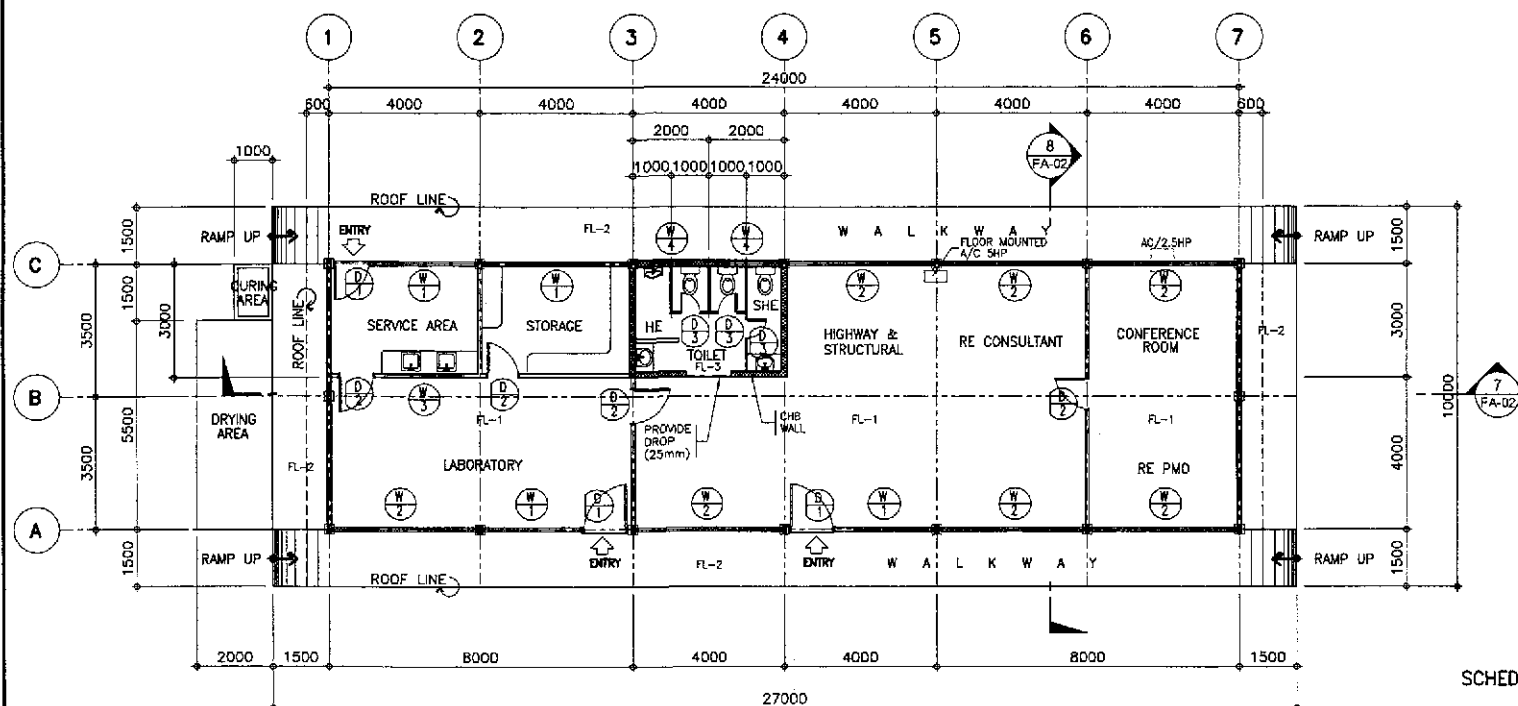 1 2 3 4 5 6 7
24000
600 4000 4000 4000 4000 4000 4000 600
2000 2000
1000 1000 1000 1000 1000
8
FA-02
ROOF LINE
1500 RAMP UP ENTRY FL-2 W 4 W 4 W A L K W A Y RAMP UP 1500
FLOOR MOUNTED
A/C 5HP
AC/2.5HP
C
CURING
AREA
D 1 W 1 W 1 W 2 W 2 W 2
1500 3000 3500 ROOF LINE
SERVICE AREA STORAGE HE SHE
D 3 D 3 D 3
TOILET
FL-3
HIGHWAY &
STRUCTURAL
RE CONSULTANT
CONFERENCE
ROOM
FL-2 3000
B
D 2 W 3 D 2 D 2 D 2
7
FA-02
10000
DRYING
AREA
FL-1 FL-1 FL-1
PROVIDE
DROP
(25mm)
CHB
WALL
5500 3500 4000
FL-2 LABORATORY RE PMO
W 2 W 1 D 1 W 2 D 1 W 1 W 2 W 2
A
1500 RAMP UP ENTRY FL-2 ENTRY W A L K W A Y RAMP UP 1500
ROOF LINE
2000 1500 8000 4000 4000 8000 1500
27000
SCHED